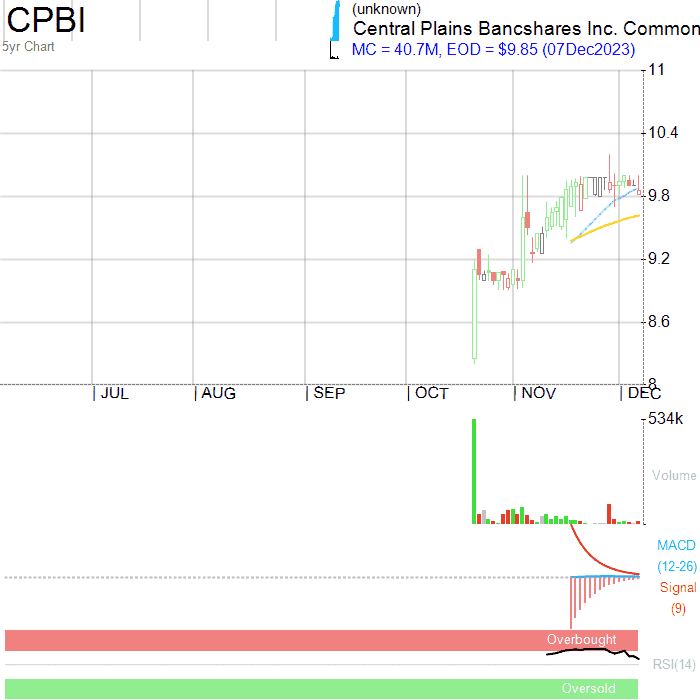 CPBI
5yr Chart
(unknown)
Central Plains Bancshares Inc. Common
MC = 40.7M, EOD = $9.85 (07Dec2023)
11
10.4
9.8
9.2
8.6
8
JUL AUG SEP OCT NOV DEC
534k
Volume
MACD
(12-26)
Signal
(9)
Overbought
RSI(14)
Oversold